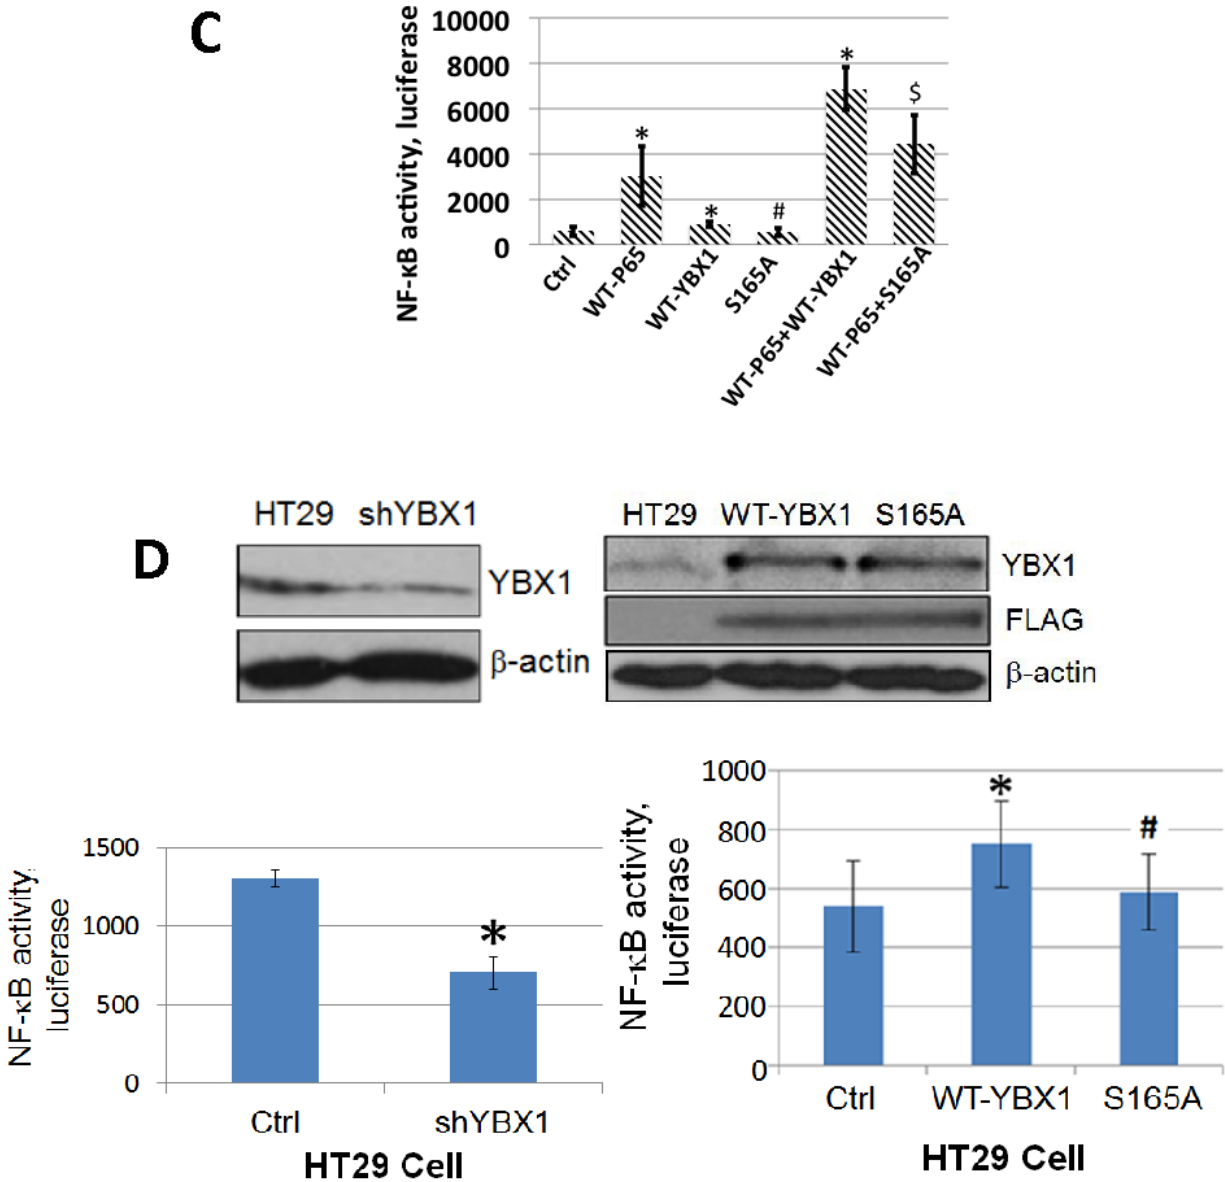 C
NF-κB activity, luciferase
10000
8000
6000
4000
2000
0
*
*
#
*
$
Ctrl
WT-P65
WT-YBX1
S165A
WT-P65+WT-YBX1
WT-P65+S165A
D
HT29 shYBX1
YBX1
β-actin
HT29 WT-YBX1 S165A
YBX1
FLAG
β-actin
NF-κB activity,
luciferase
1500
1000
500
0
*
Ctrl shYBX1
HT29 Cell
NF-κB activity,
luciferase
1000
800
600
400
200
0
*
#
Ctrl WT-YBX1 S165A
HT29 Cell